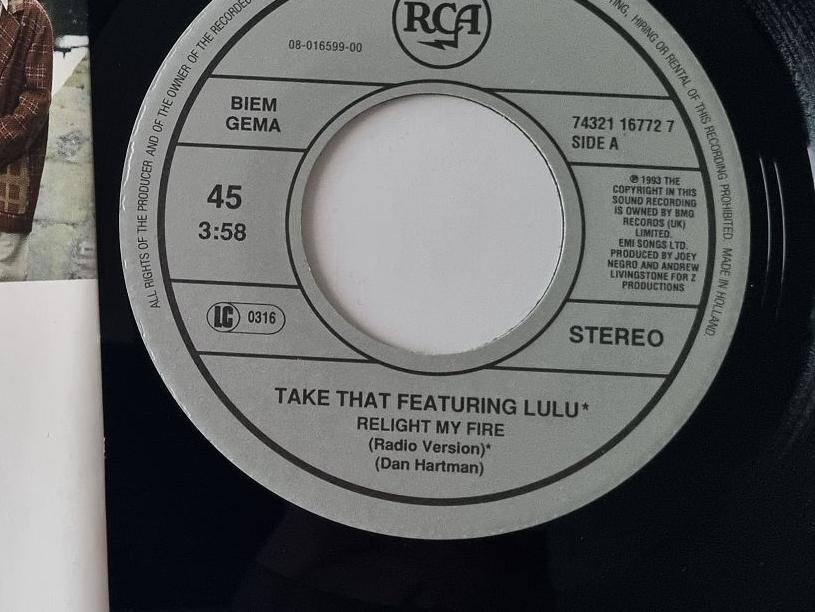 RCA
08-016599-00
BIEM
GEMA
74321 16772 7
SIDE A
45
3:58
℗ 1993 THE
COPYRIGHT IN THIS
SOUND RECORDING
IS OWNED BY BMG
RECORDS (UK)
LIMITED.
EMI SONGS LTD.
PRODUCED BY JOEY
NEGRO AND ANDREW
LIVINGSTONE FOR Z
PRODUCTIONS
LC 0316
STEREO
TAKE THAT FEATURING LULU*
RELIGHT MY FIRE
(Radio Version)*
(Dan Hartman)
ALL RIGHTS OF THE PRODUCER AND OF THE OWNER OF THE RECORDED
HIRING OR RENTAL OF THIS RECORDING PROHIBITED. MADE IN HOLLAND.